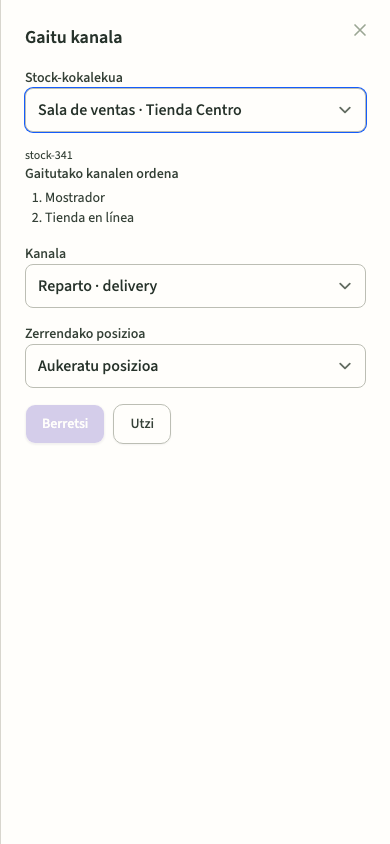 Gaitu kanala
Stock-kokalekua
Sala de ventas · Tienda Centro
stock-341
Gaitutako kanalen ordena
1. Mostrador
2. Tienda en línea
Kanala
Reparto · delivery
Zerrendako posizioa
Aukeratu posizioa
Berretsi
Utzi